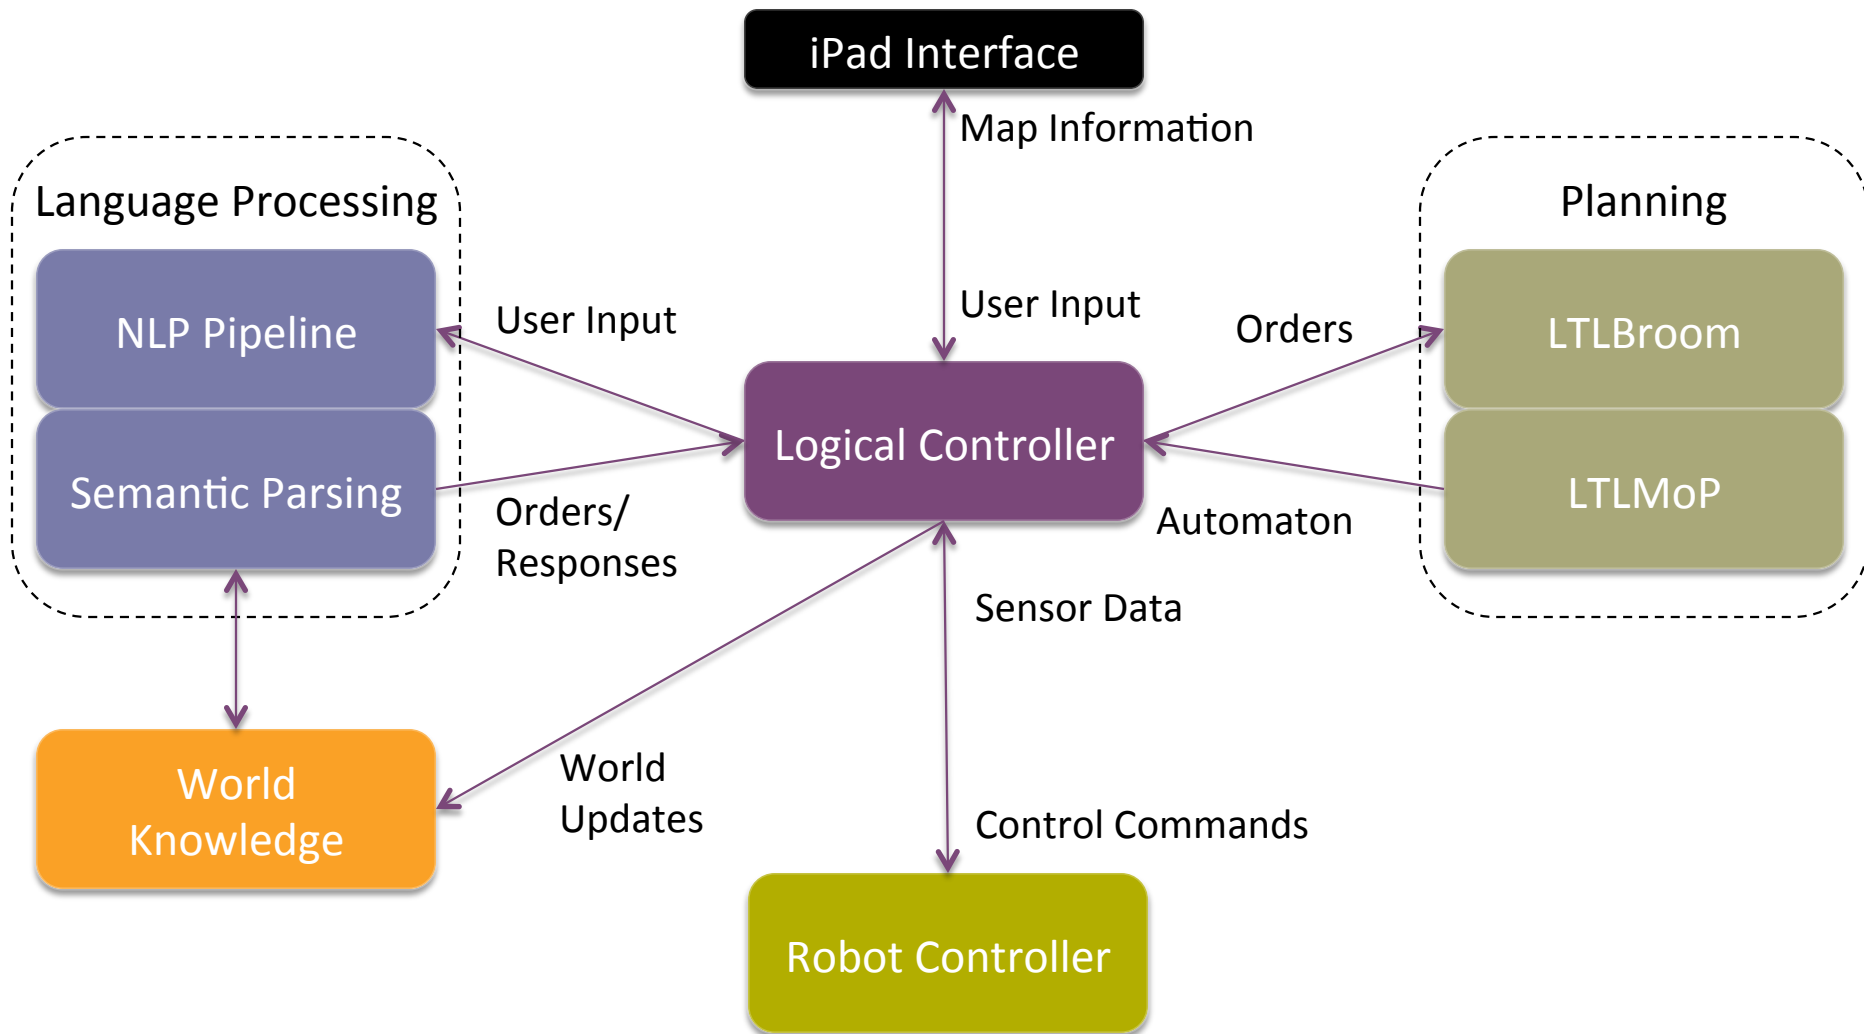 iPad Interface
Map Information
Language Processing
Planning
NLP Pipeline
User Input
User Input
Orders
LTLBroom
Logical Controller
Semantic Parsing
Orders/
Responses
Automaton
LTLMoP
Sensor Data
World
Knowledge
World
Updates
Control Commands
Robot Controller